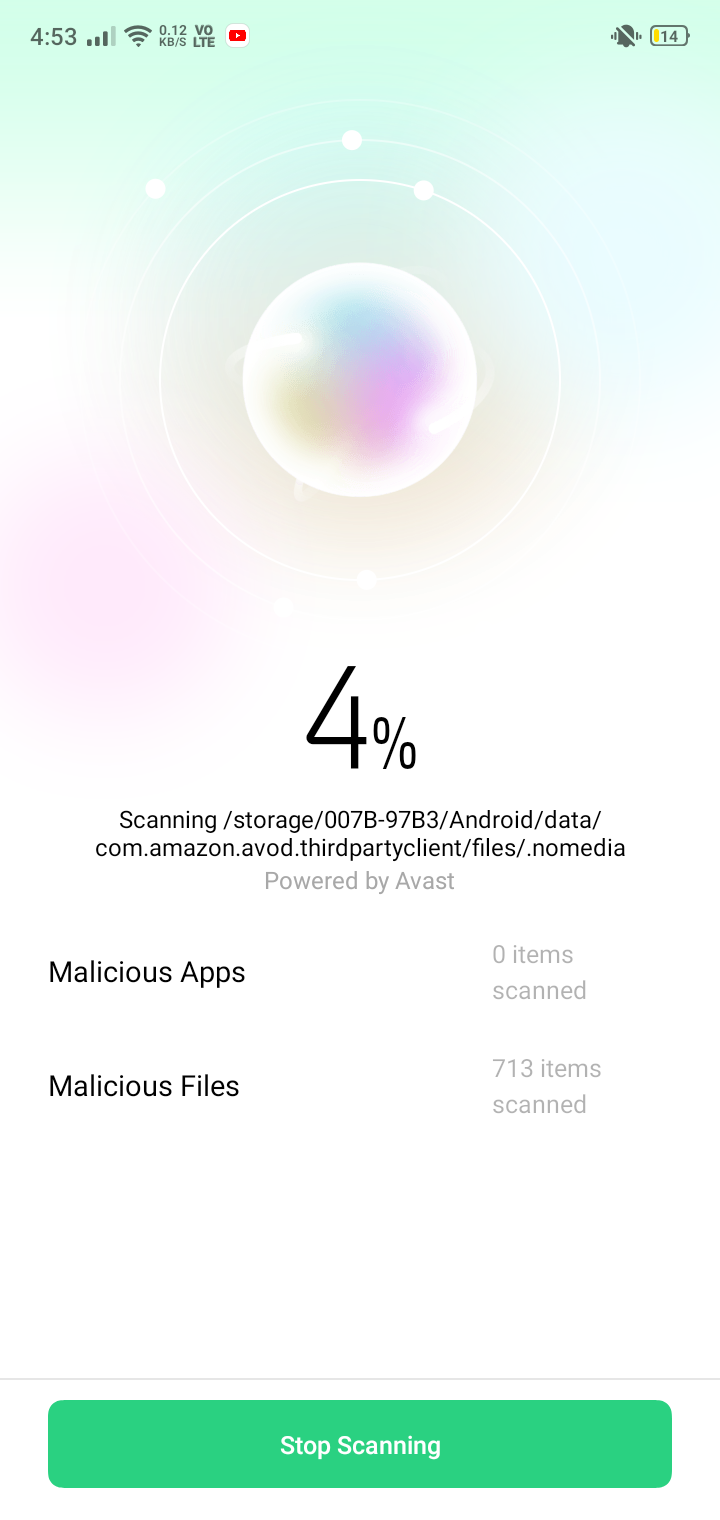 4:53 0.12 KB/S VO LTE 14
4%
Scanning /storage/007B-97B3/Android/data/
com.amazon.avod.thirdpartyclient/files/.nomedia
Powered by Avast
Malicious Apps
0 items
scanned
Malicious Files
713 items
scanned
Stop Scanning